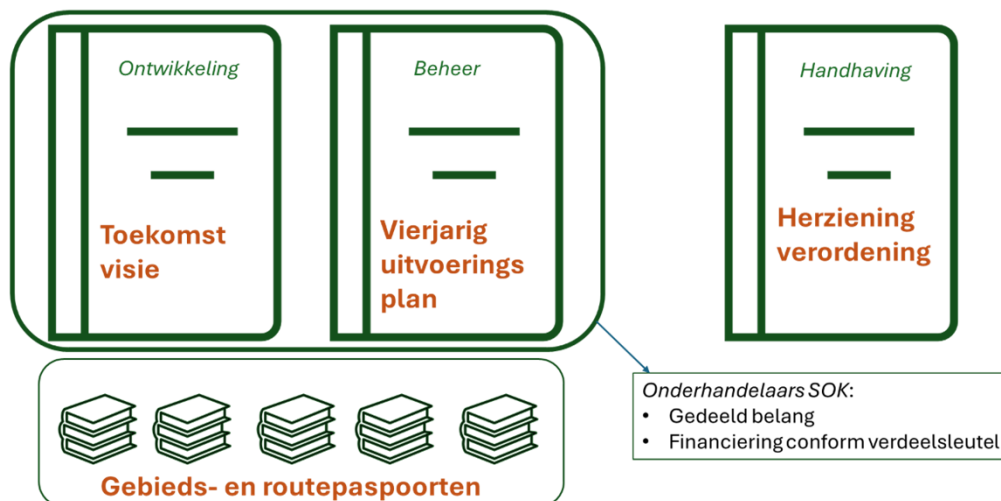 Ontwikkeling
Toekomst
visie
Beheer
Vierjarig
uitvoerings
plan
Handhaving
Herziening
verordening
Onderhandelaars SOK:
• Gedeeld belang
• Financiering conform verdeelsleutel
Gebieds- en routepaspoorten